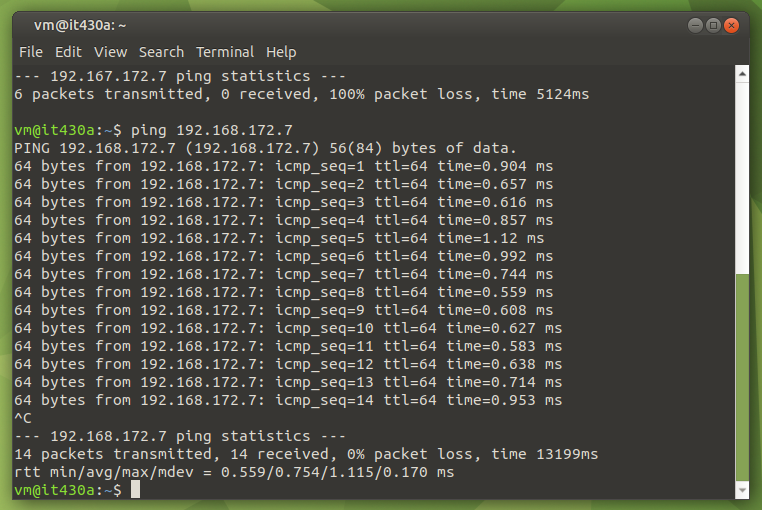 vm@it430a: ~
File Edit View Search Terminal Help
--- 192.167.172.7 ping statistics ---
6 packets transmitted, 0 received, 100% packet loss, time 5124ms
vm@it430a:~$ ping 192.168.172.7
PING 192.168.172.7 (192.168.172.7) 56(84) bytes of data.
64 bytes from 192.168.172.7: icmp_seq=1 ttl=64 time=0.904 ms
64 bytes from 192.168.172.7: icmp_seq=2 ttl=64 time=0.657 ms
64 bytes from 192.168.172.7: icmp_seq=3 ttl=64 time=0.616 ms
64 bytes from 192.168.172.7: icmp_seq=4 ttl=64 time=0.857 ms
64 bytes from 192.168.172.7: icmp_seq=5 ttl=64 time=1.12 ms
64 bytes from 192.168.172.7: icmp_seq=6 ttl=64 time=0.992 ms
64 bytes from 192.168.172.7: icmp_seq=7 ttl=64 time=0.744 ms
64 bytes from 192.168.172.7: icmp_seq=8 ttl=64 time=0.559 ms
64 bytes from 192.168.172.7: icmp_seq=9 ttl=64 time=0.608 ms
64 bytes from 192.168.172.7: icmp_seq=10 ttl=64 time=0.627 ms
64 bytes from 192.168.172.7: icmp_seq=11 ttl=64 time=0.583 ms
64 bytes from 192.168.172.7: icmp_seq=12 ttl=64 time=0.638 ms
64 bytes from 192.168.172.7: icmp_seq=13 ttl=64 time=0.714 ms
64 bytes from 192.168.172.7: icmp_seq=14 ttl=64 time=0.953 ms
^C
--- 192.168.172.7 ping statistics ---
14 packets transmitted, 14 received, 0% packet loss, time 13199ms
rtt min/avg/max/mdev = 0.559/0.754/1.115/0.170 ms
vm@it430a:~$